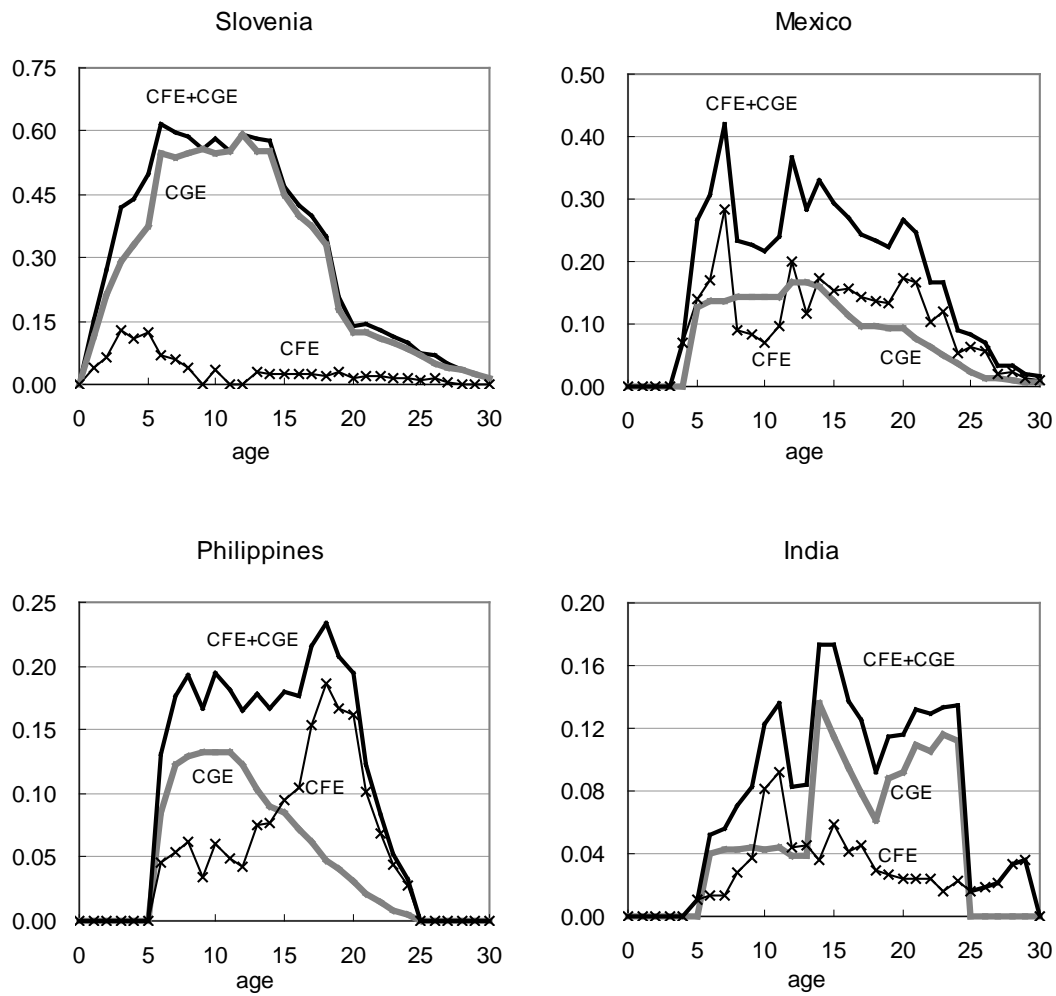 Slovenia
0.75
0.60
0.45
0.30
0.15
0.00
CFE+CGE
CGE
CFE
0 5 10 15 20 25 30
age
Mexico
0.50
0.40
0.30
0.20
0.10
0.00
CFE+CGE
CFE
CGE
0 5 10 15 20 25 30
age
Philippines
0.25
0.20
0.15
0.10
0.05
0.00
CFE+CGE
CGE
CFE
0 5 10 15 20 25 30
age
India
0.20
0.16
0.12
0.08
0.04
0.00
CFE+CGE
CGE
CFE
0 5 10 15 20 25 30
age